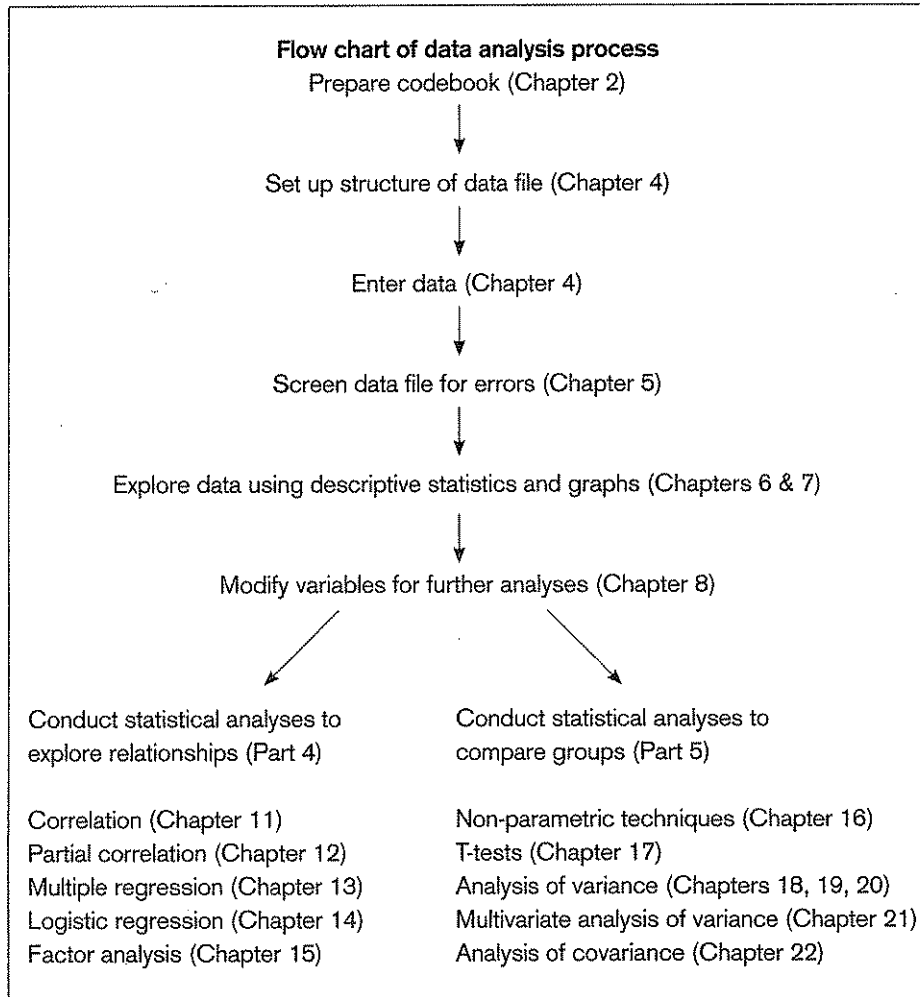 Flow chart of data analysis process
Prepare codebook (Chapter 2)
Set up structure of data file (Chapter 4)
Enter data (Chapter 4)
Screen data file for errors (Chapter 5)
Explore data using descriptive statistics and graphs (Chapters 6 & 7)
Modify variables for further analyses (Chapter 8)
Conduct statistical analyses to
explore relationships (Part 4)
Correlation (Chapter 11)
Partial correlation (Chapter 12)
Multiple regression (Chapter 13)
Logistic regression (Chapter 14)
Factor analysis (Chapter 15)
Conduct statistical analyses to
compare groups (Part 5)
Non-parametric techniques (Chapter 16)
T-tests (Chapter 17)
Analysis of variance (Chapters 18, 19, 20)
Multivariate analysis of variance (Chapter 21)
Analysis of covariance (Chapter 22)